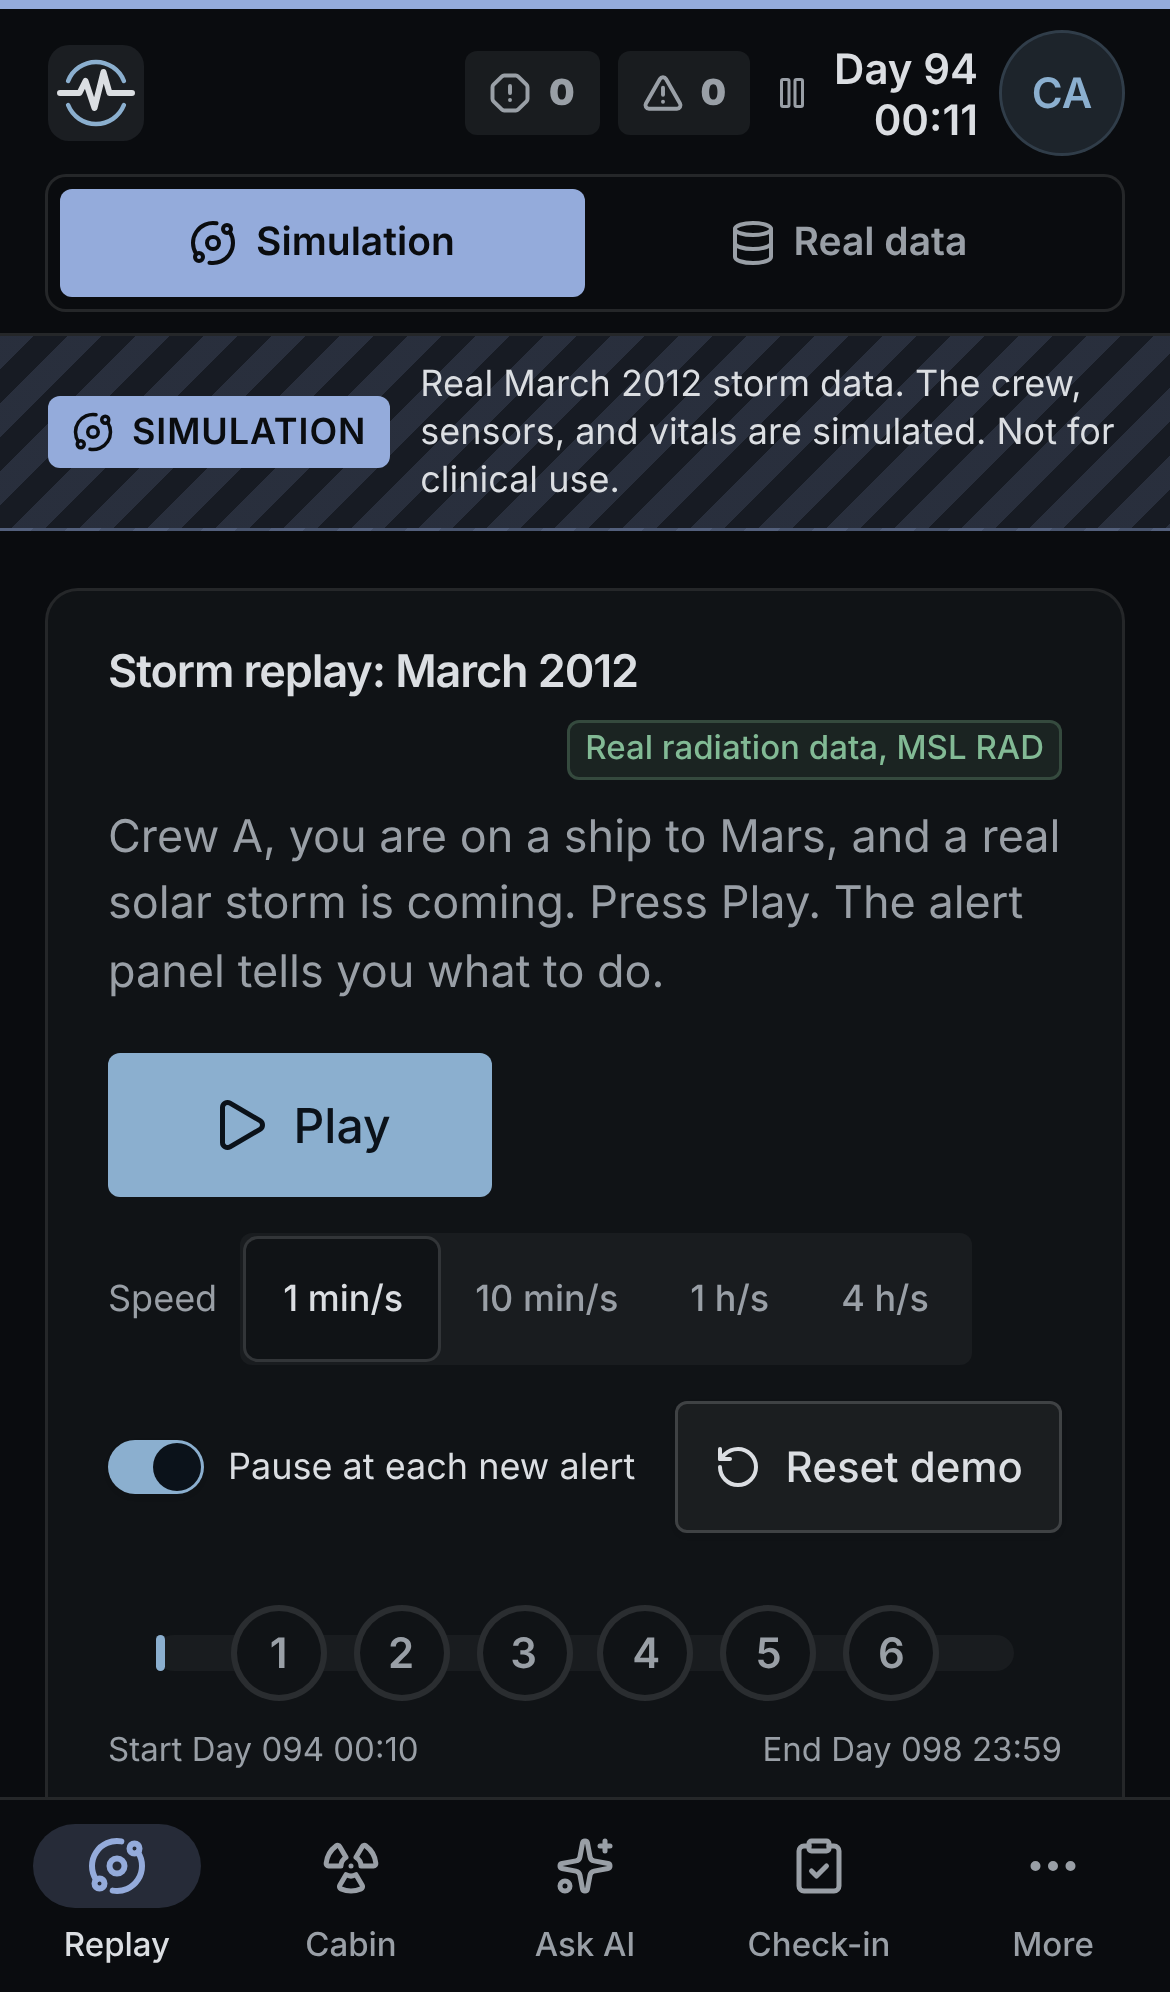 0
0
Day 94
00:11
CA
Simulation
Real data
SIMULATION
Real March 2012 storm data. The crew,
sensors, and vitals are simulated. Not for
clinical use.
Storm replay: March 2012
Real radiation data, MSL RAD
Crew A, you are on a ship to Mars, and a real
solar storm is coming. Press Play. The alert
panel tells you what to do.
Play
Speed
1 min/s
10 min/s
1 h/s
4 h/s
Pause at each new alert
Reset demo
1
2
3
4
5
6
Start Day 094 00:10
End Day 098 23:59
Replay
Cabin
Ask AI
Check-in
More